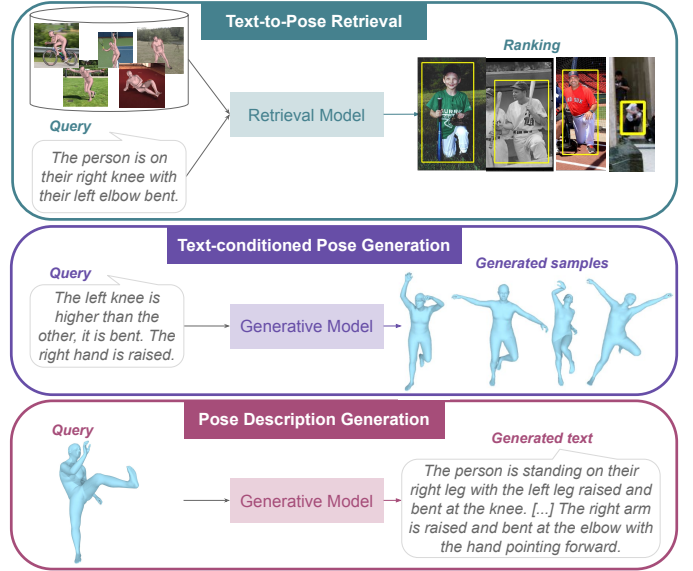 Text-to-Pose Retrieval
Query
The person is on
their right knee with
their left elbow bent.
Retrieval Model
Ranking
Text-conditioned Pose Generation
Query
The left knee is
higher than the
other, it is bent. The
right hand is raised.
Generative Model
Generated samples
Pose Description Generation
Query
Generative Model
Generated text
The person is standing on their
right leg with the left leg raised and
bent at the knee. [...] The right arm
is raised and bent at the elbow with
the hand pointing forward.